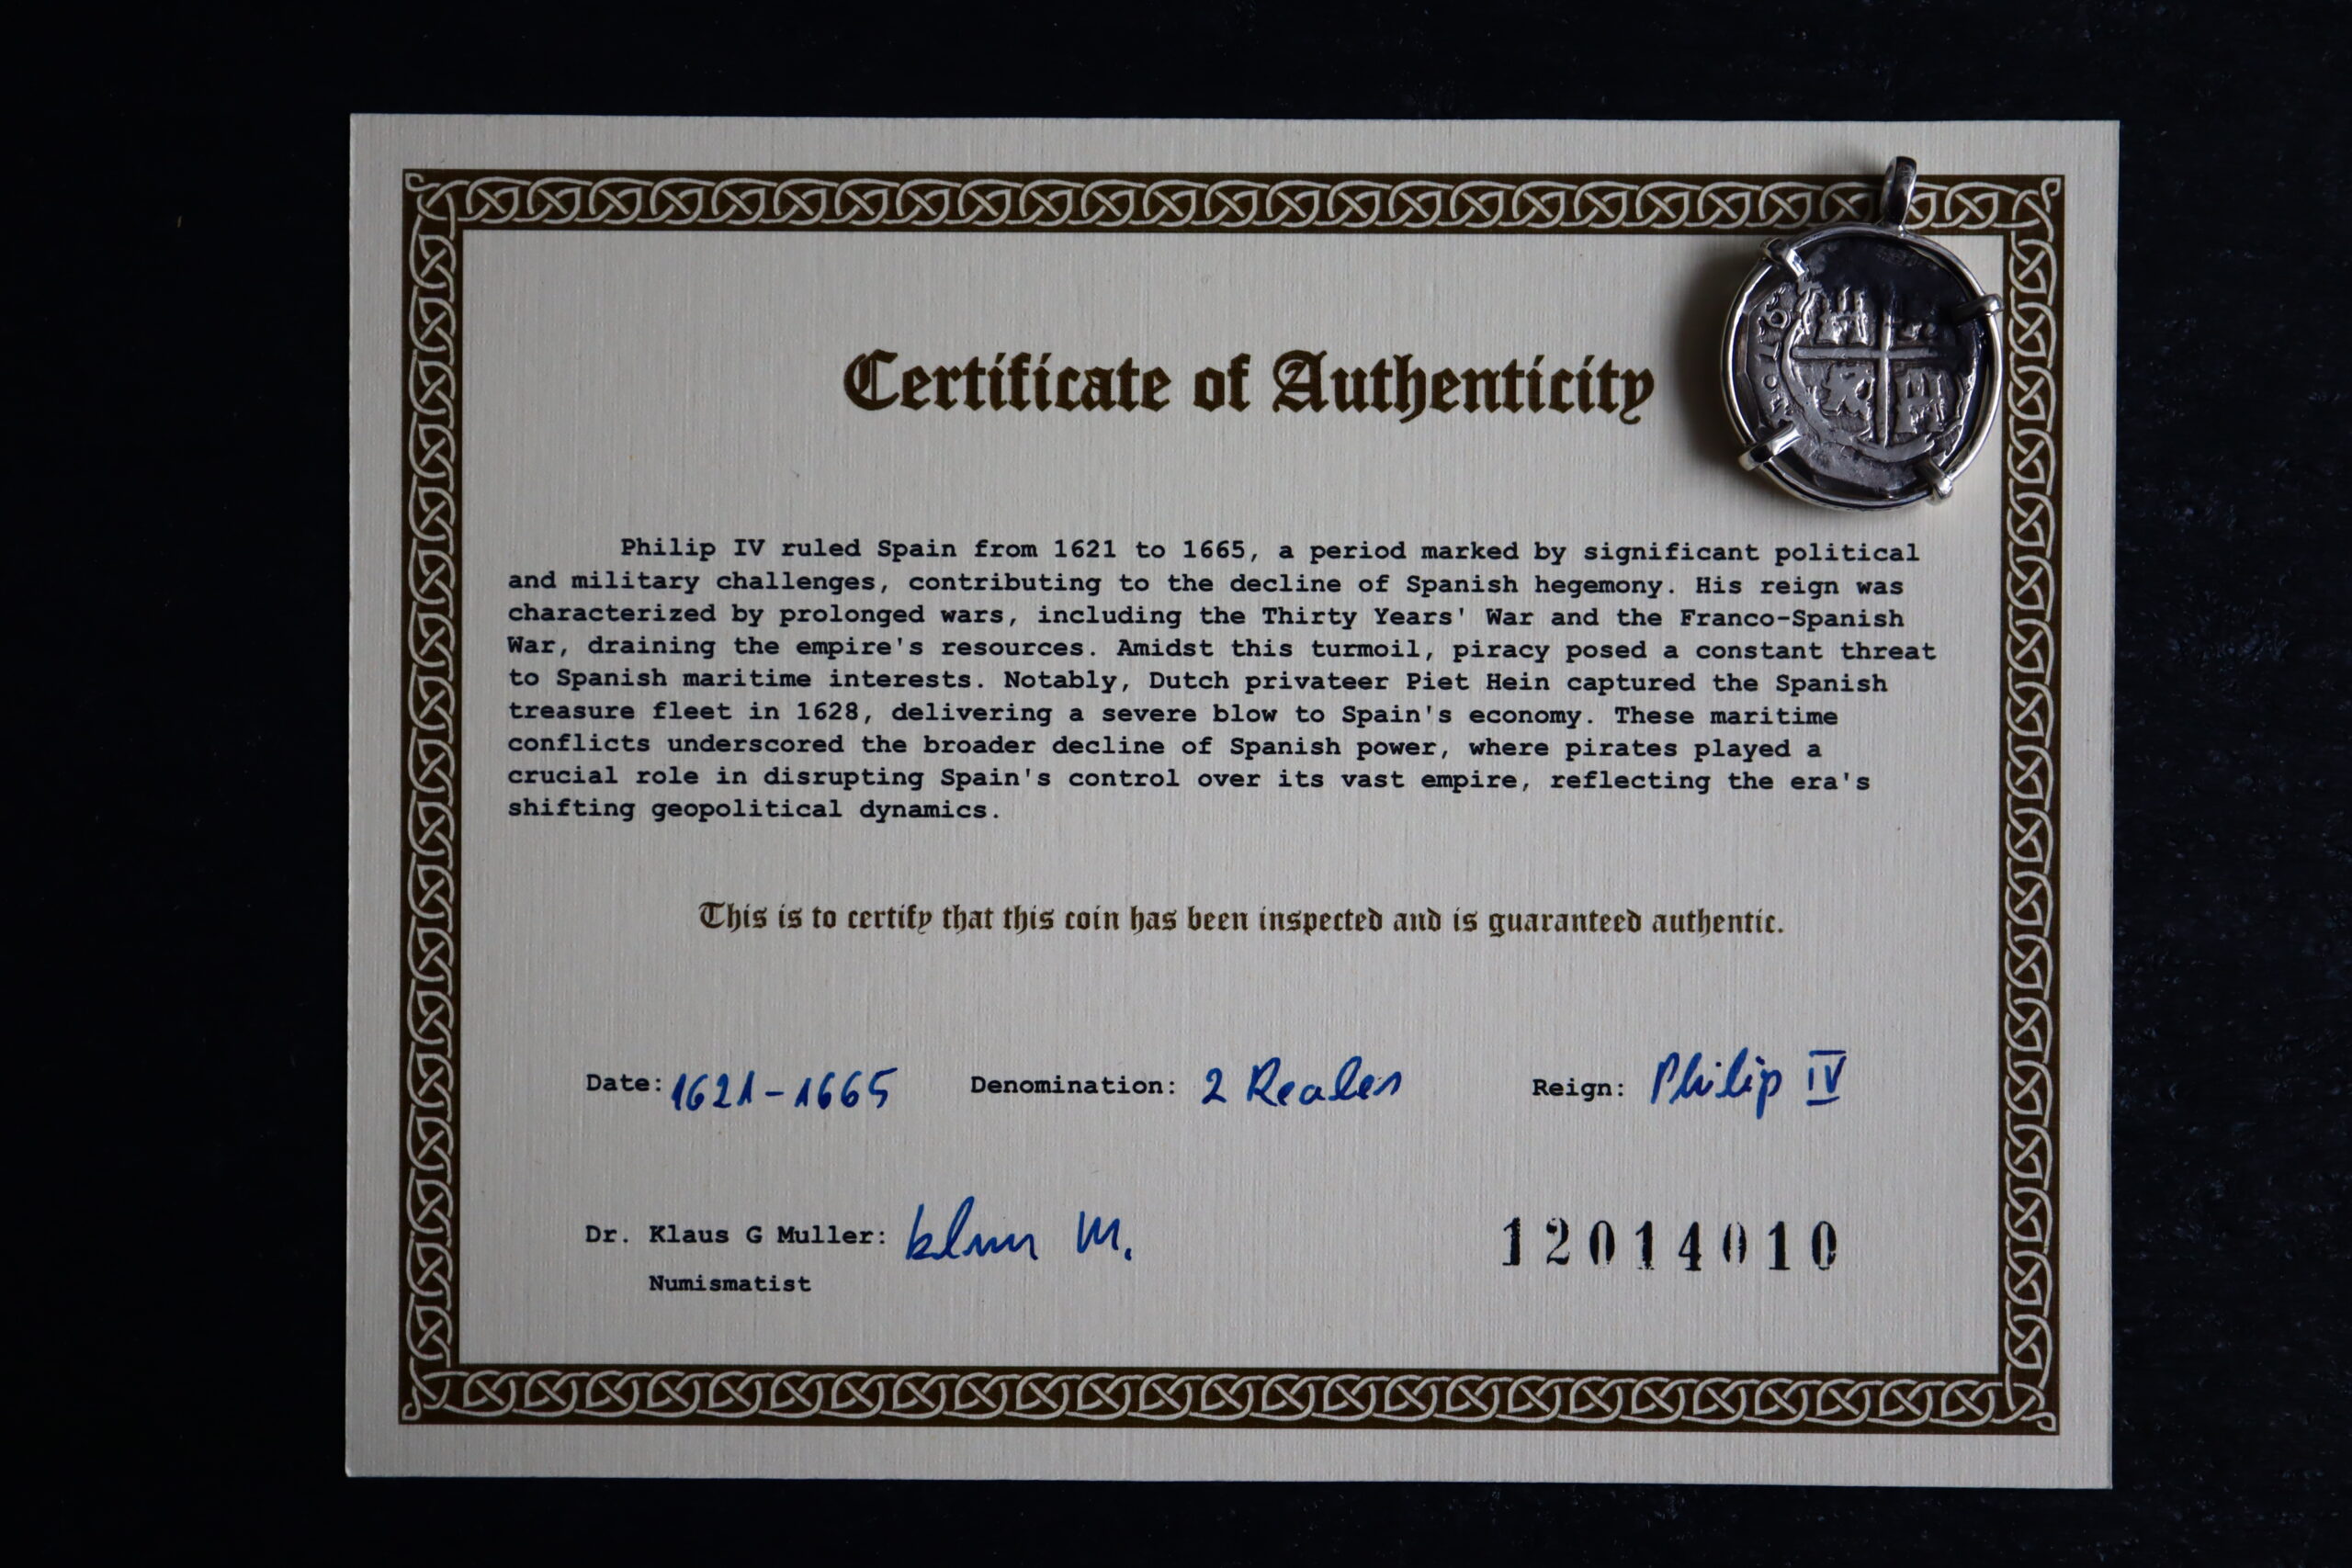 Certificate of Authenticity
Philip IV ruled Spain from 1621 to 1665, a period marked by significant political
and military challenges, contributing to the decline of Spanish hegemony. His reign was
characterized by prolonged wars, including the Thirty Years' War and the Franco-Spanish
War, draining the empire's resources. Amidst this turmoil, piracy posed a constant threat
to Spanish maritime interests. Notably, Dutch privateer Piet Hein captured the Spanish
treasure fleet in 1628, delivering a severe blow to Spain's economy. These maritime
conflicts underscored the broader decline of Spanish power, where pirates played a
crucial role in disrupting Spain's control over its vast empire, reflecting the era's
shifting geopolitical dynamics.
This is to certify that this coin has been inspected and is guaranteed authentic.
Date: 1621-1665 Denomination: 2 Reales Reign: Philip IV
Dr. Klaus G Muller: Klaus M. 12014010
Numismatist